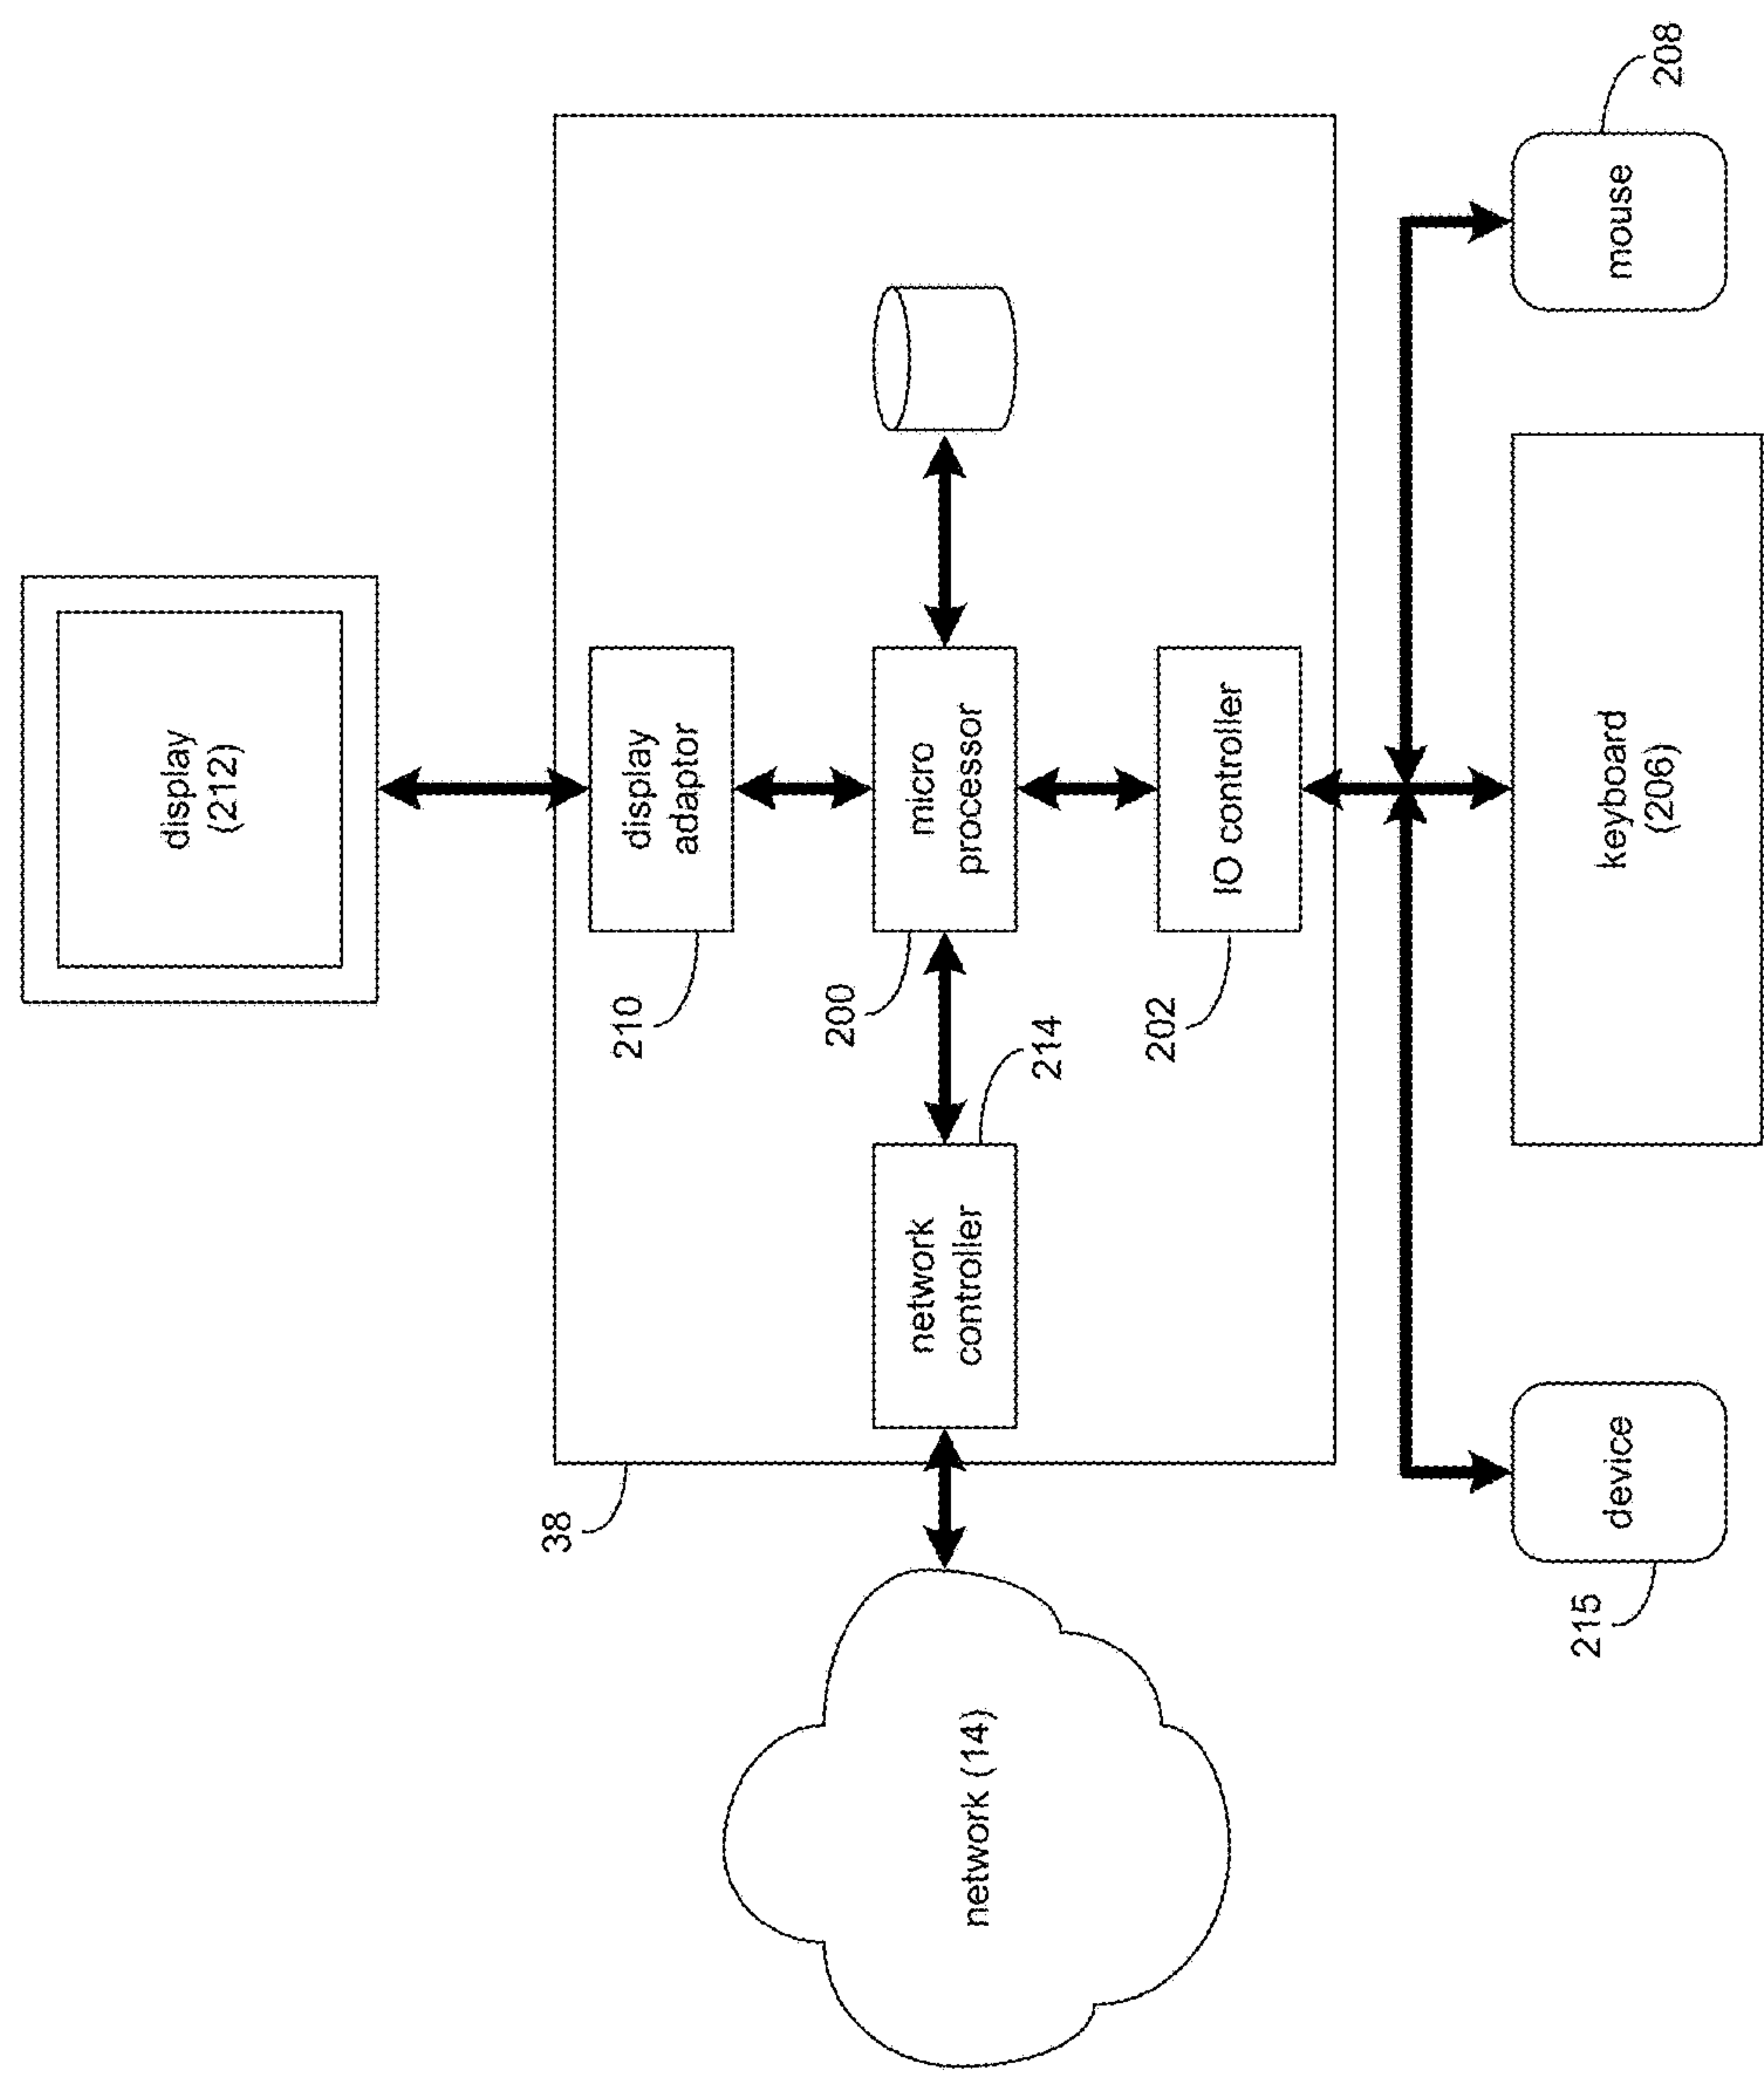 display
(212)
display
adaptor
210
micro
processor
200
network
controller
214
IO controller
202
38
network (14)
device
215
keyboard
(206)
mouse
208